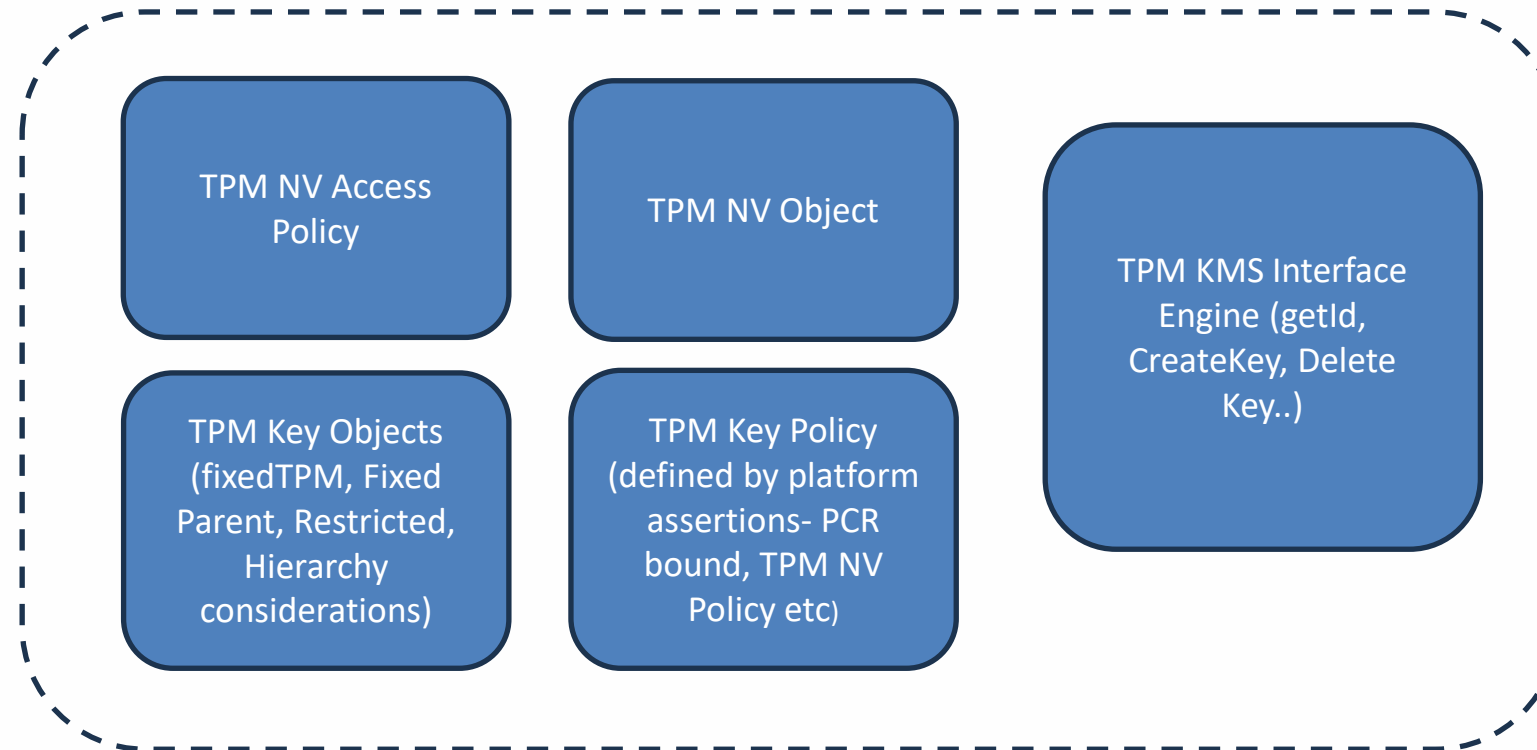 TPM NV Access
Policy
TPM NV Object
TPM KMS Interface
Engine (getId,
CreateKey, Delete
Key..)
TPM Key Objects
(fixedTPM, Fixed
Parent, Restricted,
Hierarchy
considerations)
TPM Key Policy
(defined by platform
assertions- PCR
bound, TPM NV
Policy etc)